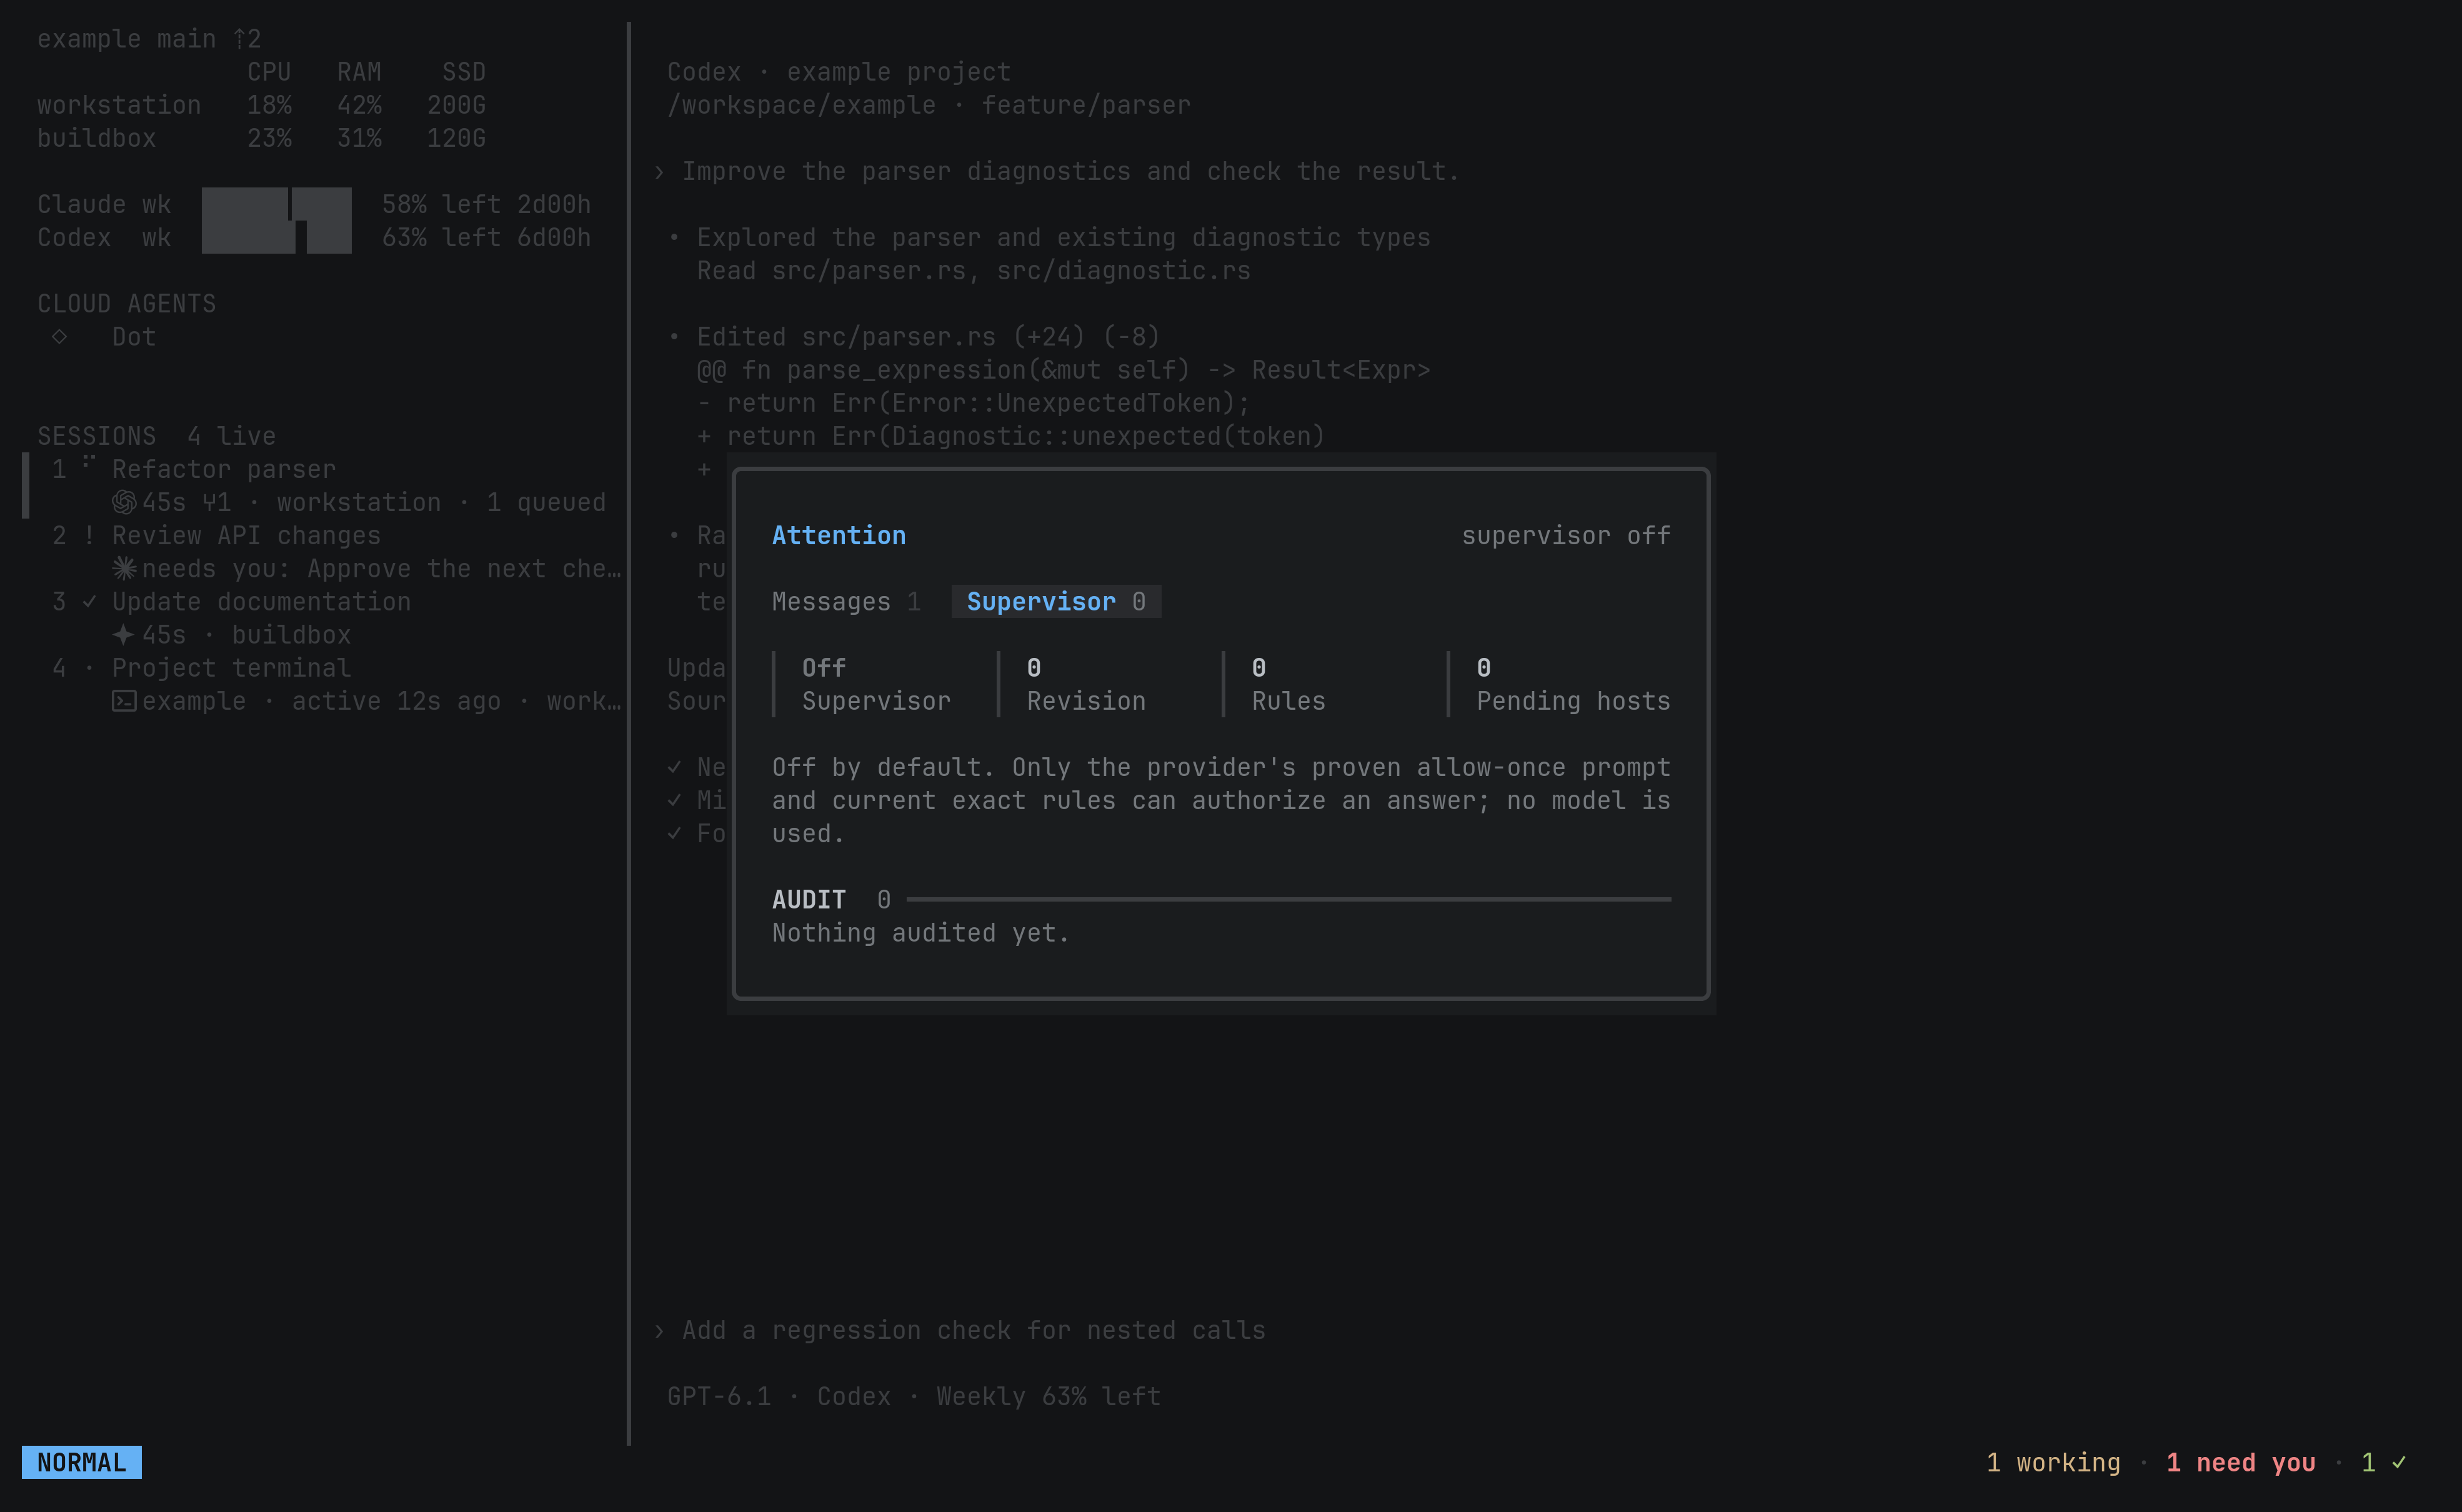 example main ⇡2
CPU RAM SSD
workstation 18% 42% 200G
buildbox 23% 31% 120G
Claude wk 58% left 2d00h
Codex wk 63% left 6d00h
CLOUD AGENTS
◇ Dot
SESSIONS 4 live
1 Refactor parser
45s 1 · workstation · 1 queued
2 ! Review API changes
needs you: Approve the next che…
3 ✓ Update documentation
45s · buildbox
4 · Project terminal
example · active 12s ago · work…
Codex · example project
/workspace/example · feature/parser
› Improve the parser diagnostics and check the result.
• Explored the parser and existing diagnostic types
Read src/parser.rs, src/diagnostic.rs
• Edited src/parser.rs (+24) (-8)
@@ fn parse_expression(&mut self) -> Result<Expr>
- return Err(Error::UnexpectedToken);
+ return Err(Diagnostic::unexpected(token)
+
• Ra
ru
te
Upda
Sour
✓ Ne
✓ Mi
✓ Fo
Attention supervisor off
Messages 1 Supervisor 0
Off 0 0 0
Supervisor Revision Rules Pending hosts
Off by default. Only the provider's proven allow-once prompt
and current exact rules can authorize an answer; no model is
used.
AUDIT 0
Nothing audited yet.
› Add a regression check for nested calls
GPT-6.1 · Codex · Weekly 63% left
NORMAL 1 working · 1 need you · 1 ✓